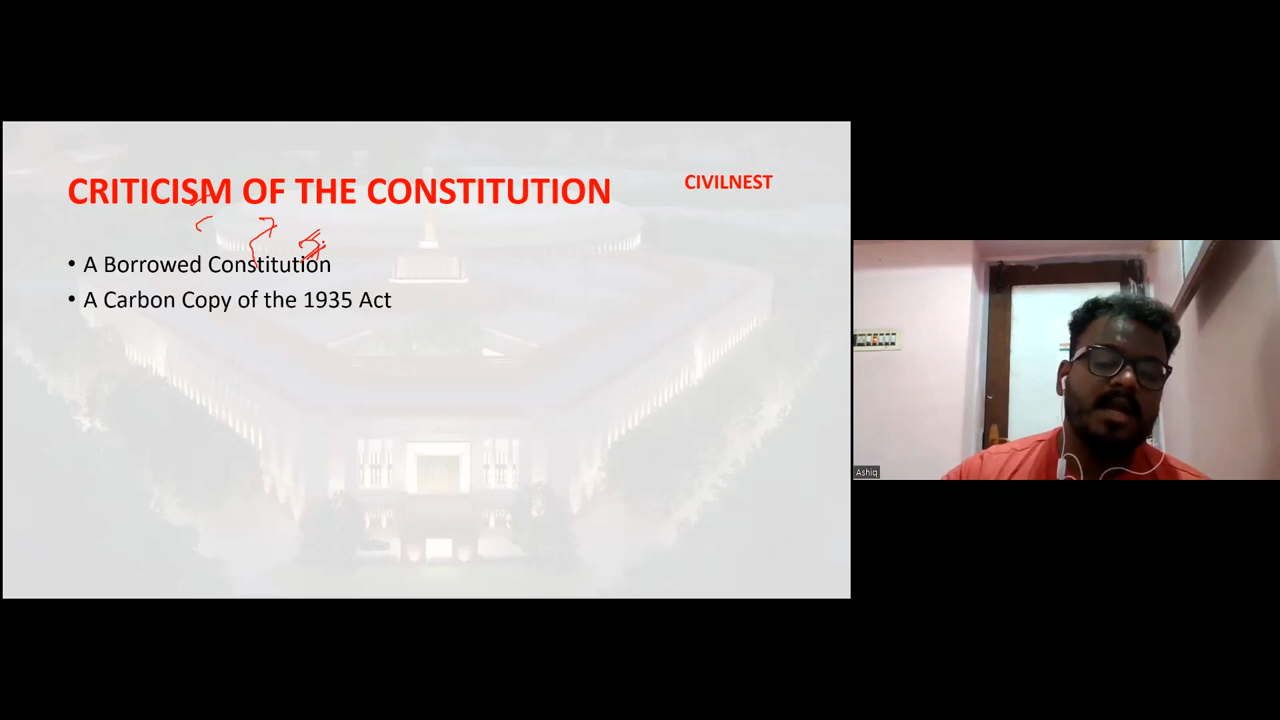 CRITICISM OF THE CONSTITUTION
CIVILNEST
• A Borrowed Constitution
• A Carbon Copy of the 1935 Act
Ashiq